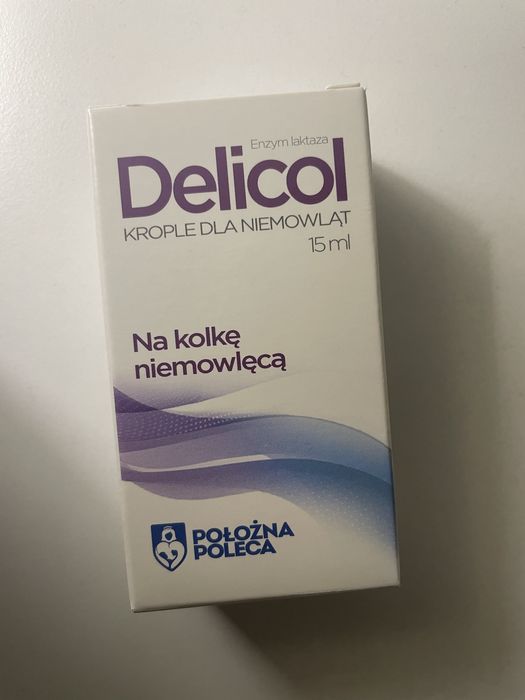 Enzym laktaza
Delicol
KROPLE DLA NIEMOWLĄT
15 ml
Na kolkę
niemowlęcą
POŁOŻNA
POLECA